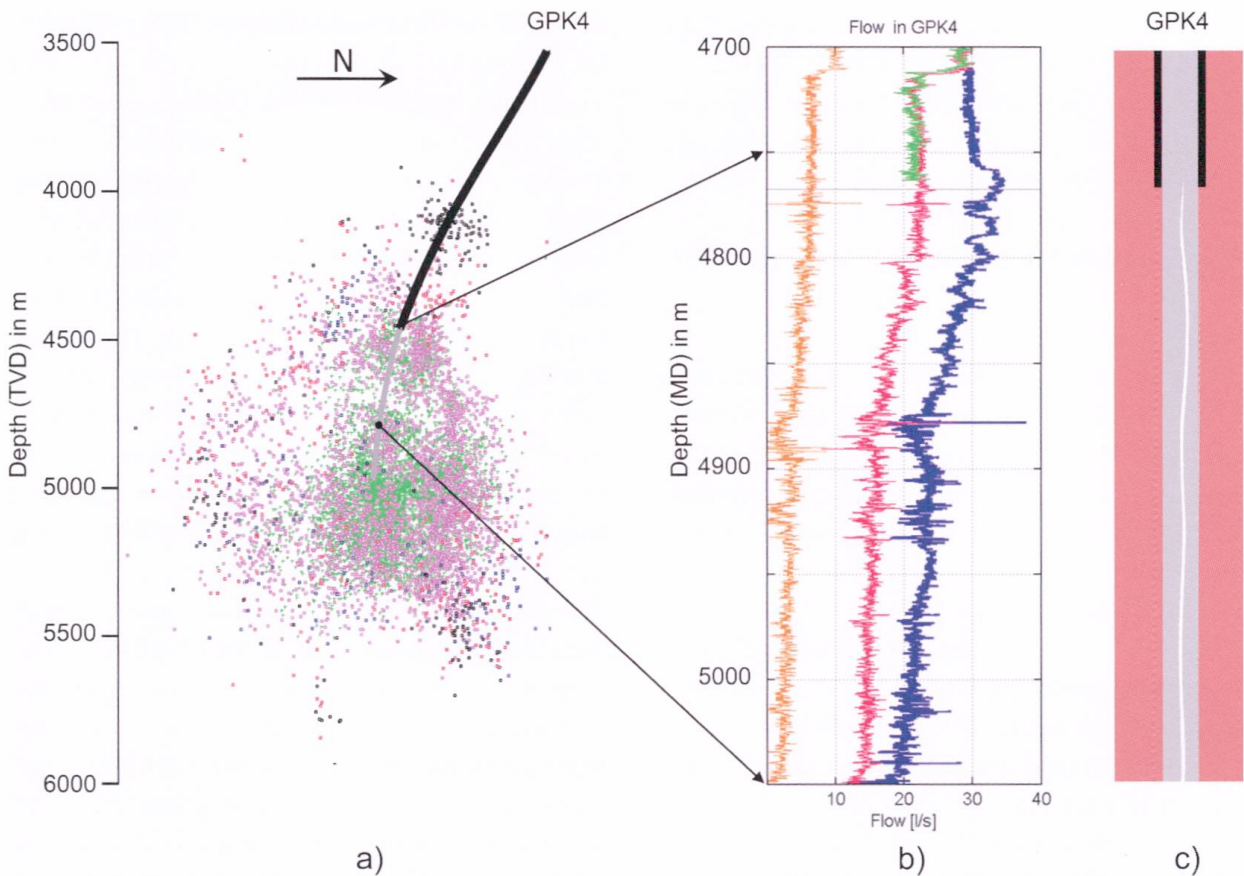 GPK4
N
3500
4000
4500
5000
5500
6000
Depth (TVD) in m
a)
Flow in GPK4
4700
4800
4900
5000
Depth (MD) in m
10
20
30
40
Flow [l/s]
b)
GPK4
c)